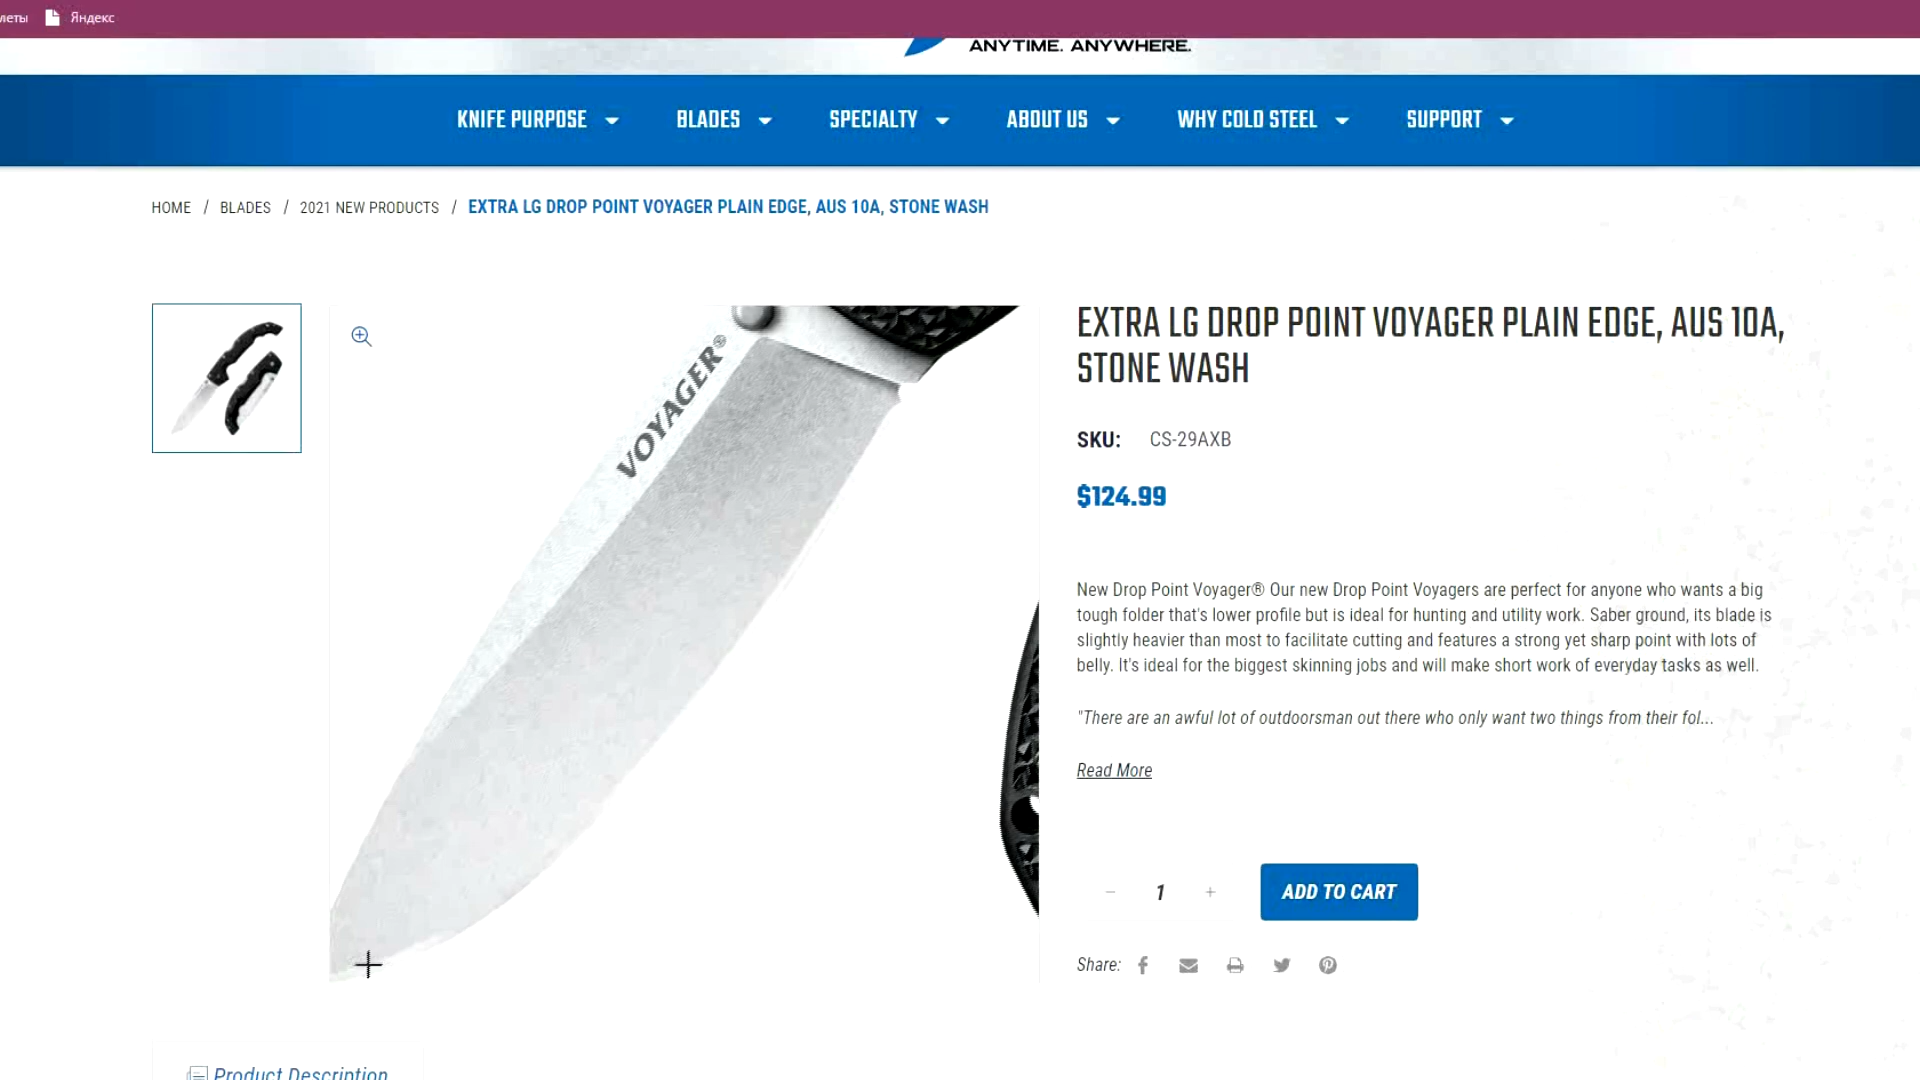 Яндекс
ANYTIME. ANYWHERE.
KNIFE PURPOSE BLADES SPECIALTY ABOUT US WHY COLD STEEL SUPPORT
HOME / BLADES / 2021 NEW PRODUCTS / EXTRA LG DROP POINT VOYAGER PLAIN EDGE, AUS 10A, STONE WASH
VOYAGER®
EXTRA LG DROP POINT VOYAGER PLAIN EDGE, AUS 10A,
STONE WASH
SKU: CS-29AXB
$124.99
New Drop Point Voyager® Our new Drop Point Voyagers are perfect for anyone who wants a big
tough folder that's lower profile but is ideal for hunting and utility work. Saber ground, its blade is
slightly heavier than most to facilitate cutting and features a strong yet sharp point with lots of
belly. It's ideal for the biggest skinning jobs and will make short work of everyday tasks as well.
"There are an awful lot of outdoorsman out there who only want two things from their fol...
Read More
− 1 + ADD TO CART
Share:
Product Description